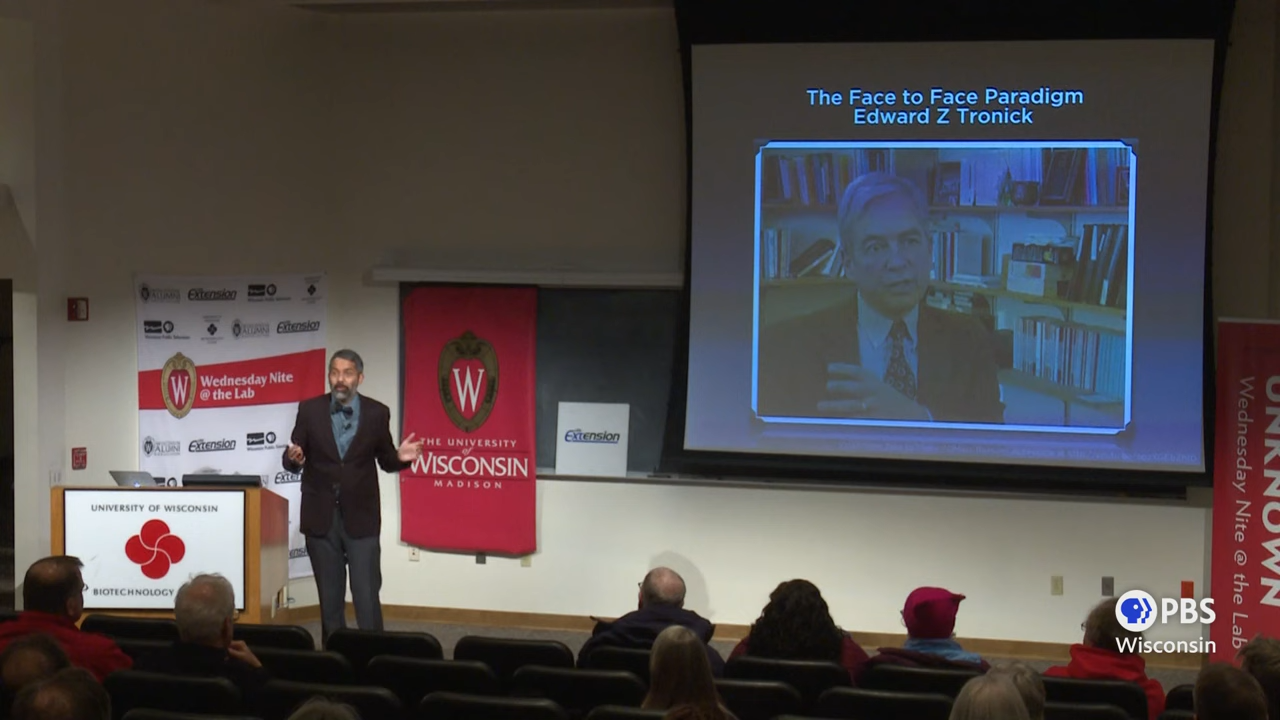 The Face to Face Paradigm
Edward Z Tronick
Extension
Extension
Wednesday Nite
@ the Lab
Extension
W
W
THE UNIVERSITY
of
WISCONSIN
MADISON
Extension
UNIVERSITY OF WISCONSIN
BIOTECHNOLOGY
UNKNOWN
Wednesday Nite @ the Lab
PBS
Wisconsin